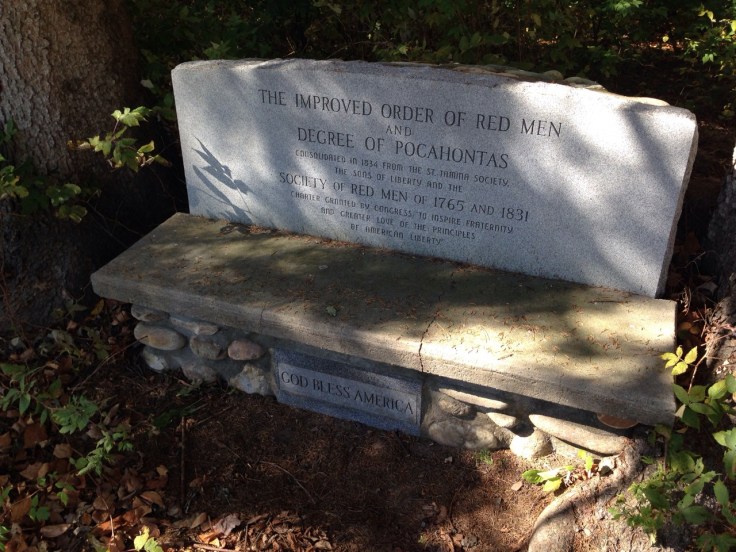 THE IMPROVED ORDER OF RED MEN
AND
DEGREE OF POCAHONTAS
CONSOLIDATED IN 1834 FROM THE ST. TAMINA SOCIETY,
THE SONS OF LIBERTY AND THE
SOCIETY OF RED MEN OF 1765 AND 1831
CHARTER GRANTED BY CONGRESS, "TO INSPIRE FRATERNITY
AND GREATER LOVE OF THE PRINCIPLES
OF AMERICAN LIBERTY"
GOD BLESS AMERICA